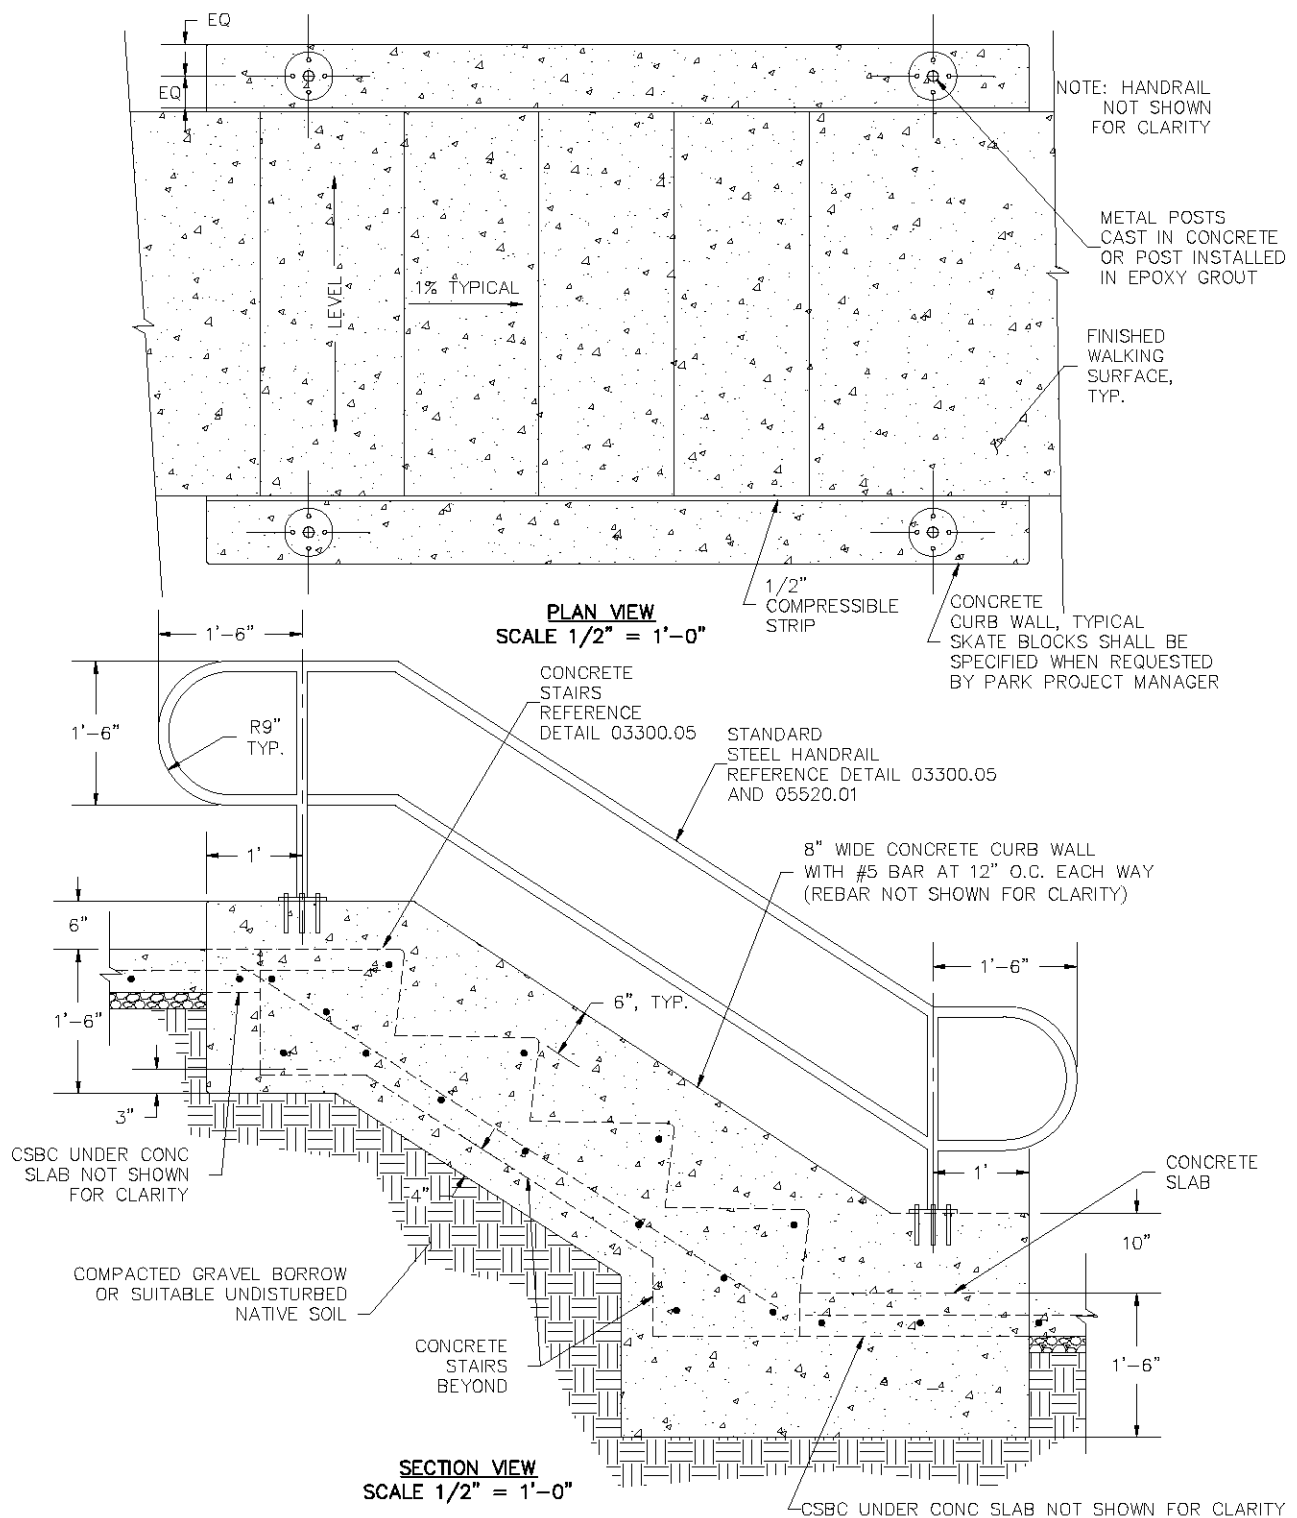 EQ
EQ
NOTE: HANDRAIL
NOT SHOWN
FOR CLARITY
METAL POSTS
CAST IN CONCRETE
OR POST INSTALLED
IN EPOXY GROUT
LEVEL
1% TYPICAL
FINISHED
WALKING
SURFACE,
TYP.
1/2"
COMPRESSIBLE
STRIP
CONCRETE
CURB WALL, TYPICAL
SKATE BLOCKS SHALL BE
SPECIFIED WHEN REQUESTED
BY PARK PROJECT MANAGER
PLAN VIEW
SCALE 1/2" = 1'-0"
1'-6"
1'-6"
R9"
TYP.
CONCRETE
STAIRS
REFERENCE
DETAIL 03300.05
STANDARD
STEEL HANDRAIL
REFERENCE DETAIL 03300.05
AND 05520.01
1'
8" WIDE CONCRETE CURB WALL
WITH #5 BAR AT 12" O.C. EACH WAY
(REBAR NOT SHOWN FOR CLARITY)
6"
1'-6"
6", TYP.
1'-6"
3"
CSBC UNDER CONC
SLAB NOT SHOWN
FOR CLARITY
4"
1'
CONCRETE
SLAB
10"
COMPACTED GRAVEL BORROW
OR SUITABLE UNDISTURBED
NATIVE SOIL
CONCRETE
STAIRS
BEYOND
1'-6"
SECTION VIEW
SCALE 1/2" = 1'-0"
CSBC UNDER CONC SLAB NOT SHOWN FOR CLARITY